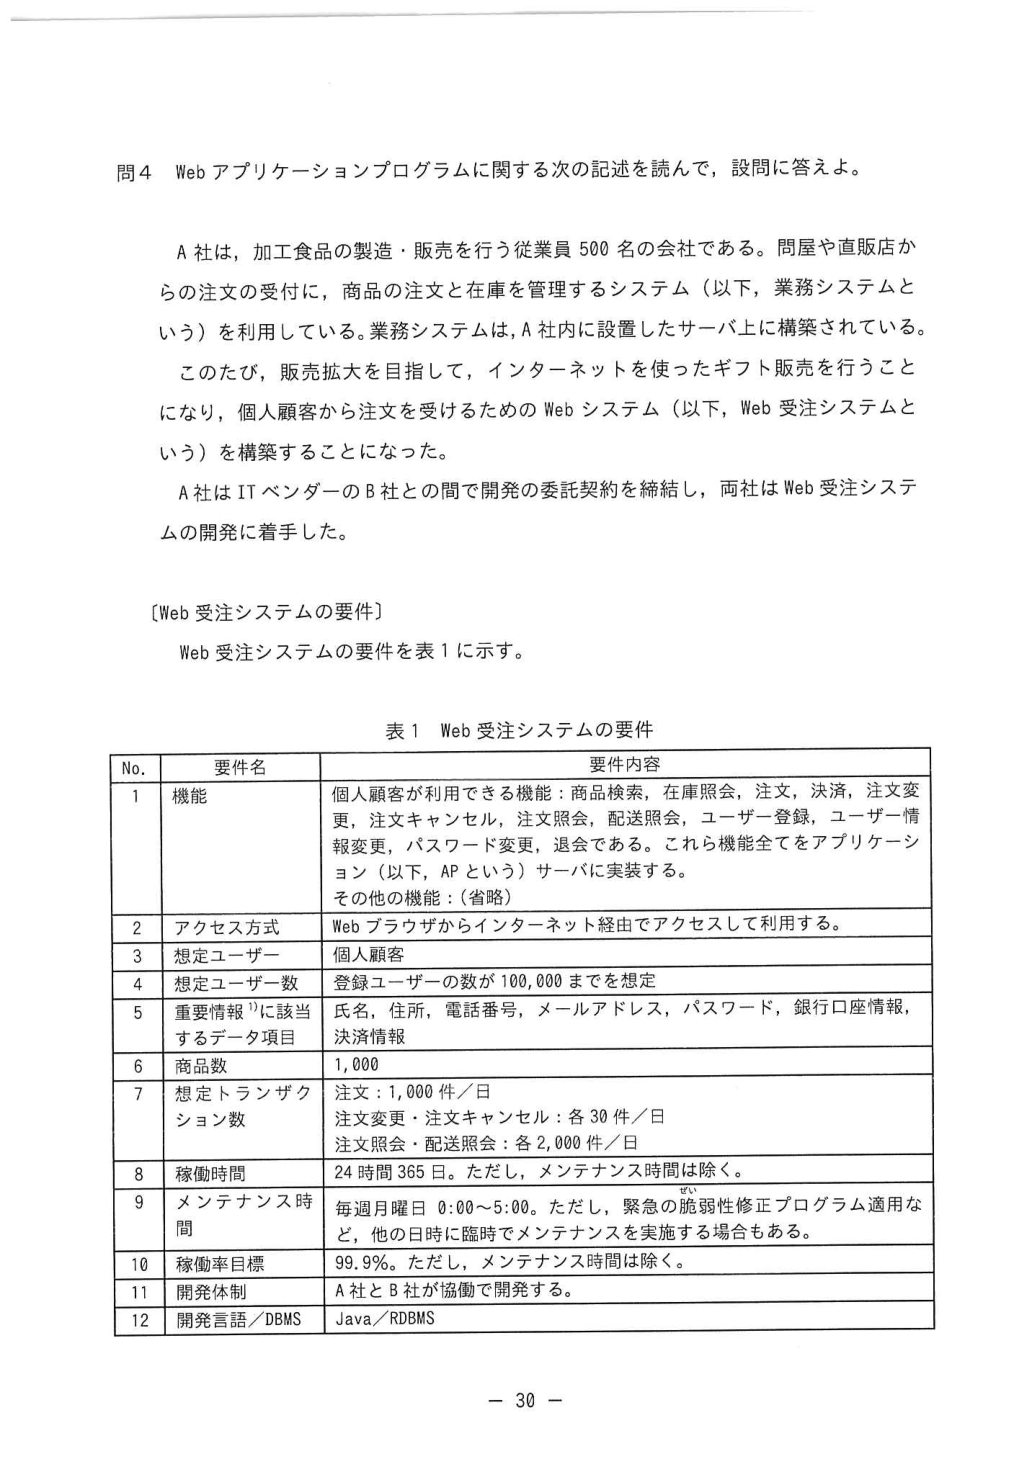 問4　Web アプリケーションプログラムに関する次の記述を読んで，設問に答えよ。
A 社は，加工食品の製造・販売を行う従業員 500 名の会社である。問屋や直販店か
らの注文の受付に，商品の注文と在庫を管理するシステム（以下，業務システムと
いう）を利用している。業務システムは，A 社内に設置したサーバ上に構築されている。
このたび，販売拡大を目指して，インターネットを使ったギフト販売を行うこと
になり，個人顧客から注文を受けるための Web システム（以下，Web 受注システムと
いう）を構築することになった。
A 社は IT ベンダーの B 社との間で開発の委託契約を締結し，両社は Web 受注システ
ムの開発に着手した。
〔Web 受注システムの要件〕
Web 受注システムの要件を表 1 に示す。
表 1　Web 受注システムの要件
No.　要件名　要件内容
1　機能　個人顧客が利用できる機能：商品検索，在庫照会，注文，決済，注文変
更，注文キャンセル，注文照会，配送照会，ユーザー登録，ユーザー情
報変更，パスワード変更，退会である。これら機能全てをアプリケーシ
ョン（以下，AP という）サーバに実装する。
その他の機能：（省略）
2　アクセス方式　Web ブラウザからインターネット経由でアクセスして利用する。
3　想定ユーザー　個人顧客
4　想定ユーザー数　登録ユーザーの数が 100,000 までを想定
5　重要情報¹⁾に該当　氏名，住所，電話番号，メールアドレス，パスワード，銀行口座情報，
するデータ項目　決済情報
6　商品数　1,000
7　想定トランザク　注文：1,000 件／日
ション数　注文変更・注文キャンセル：各 30 件／日
注文照会・配送照会：各 2,000 件／日
8　稼働時間　24 時間 365 日。ただし，メンテナンス時間は除く。
ぜい
9　メンテナンス時　毎週月曜日 0:00～5:00。ただし，緊急の脆弱性修正プログラム適用な
間　ど，他の日時に臨時でメンテナンスを実施する場合もある。
10　稼働率目標　99.9%。ただし，メンテナンス時間は除く。
11　開発体制　A 社と B 社が協働で開発する。
12　開発言語／DBMS　Java／RDBMS
― 30 ―